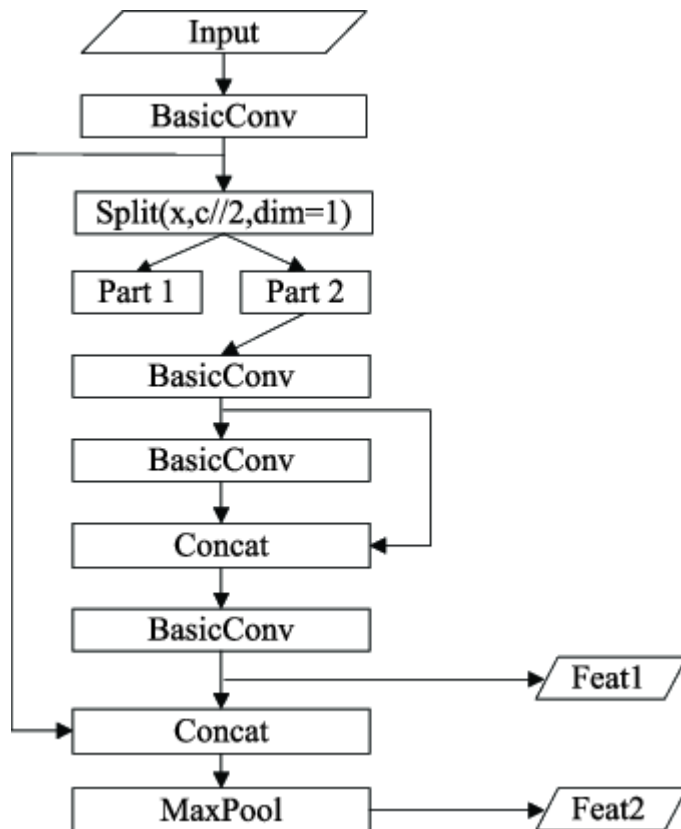 Input
BasicConv
Split(x,c//2,dim=1)
Part 1
Part 2
BasicConv
BasicConv
Concat
BasicConv
Feat1
Concat
MaxPool
Feat2